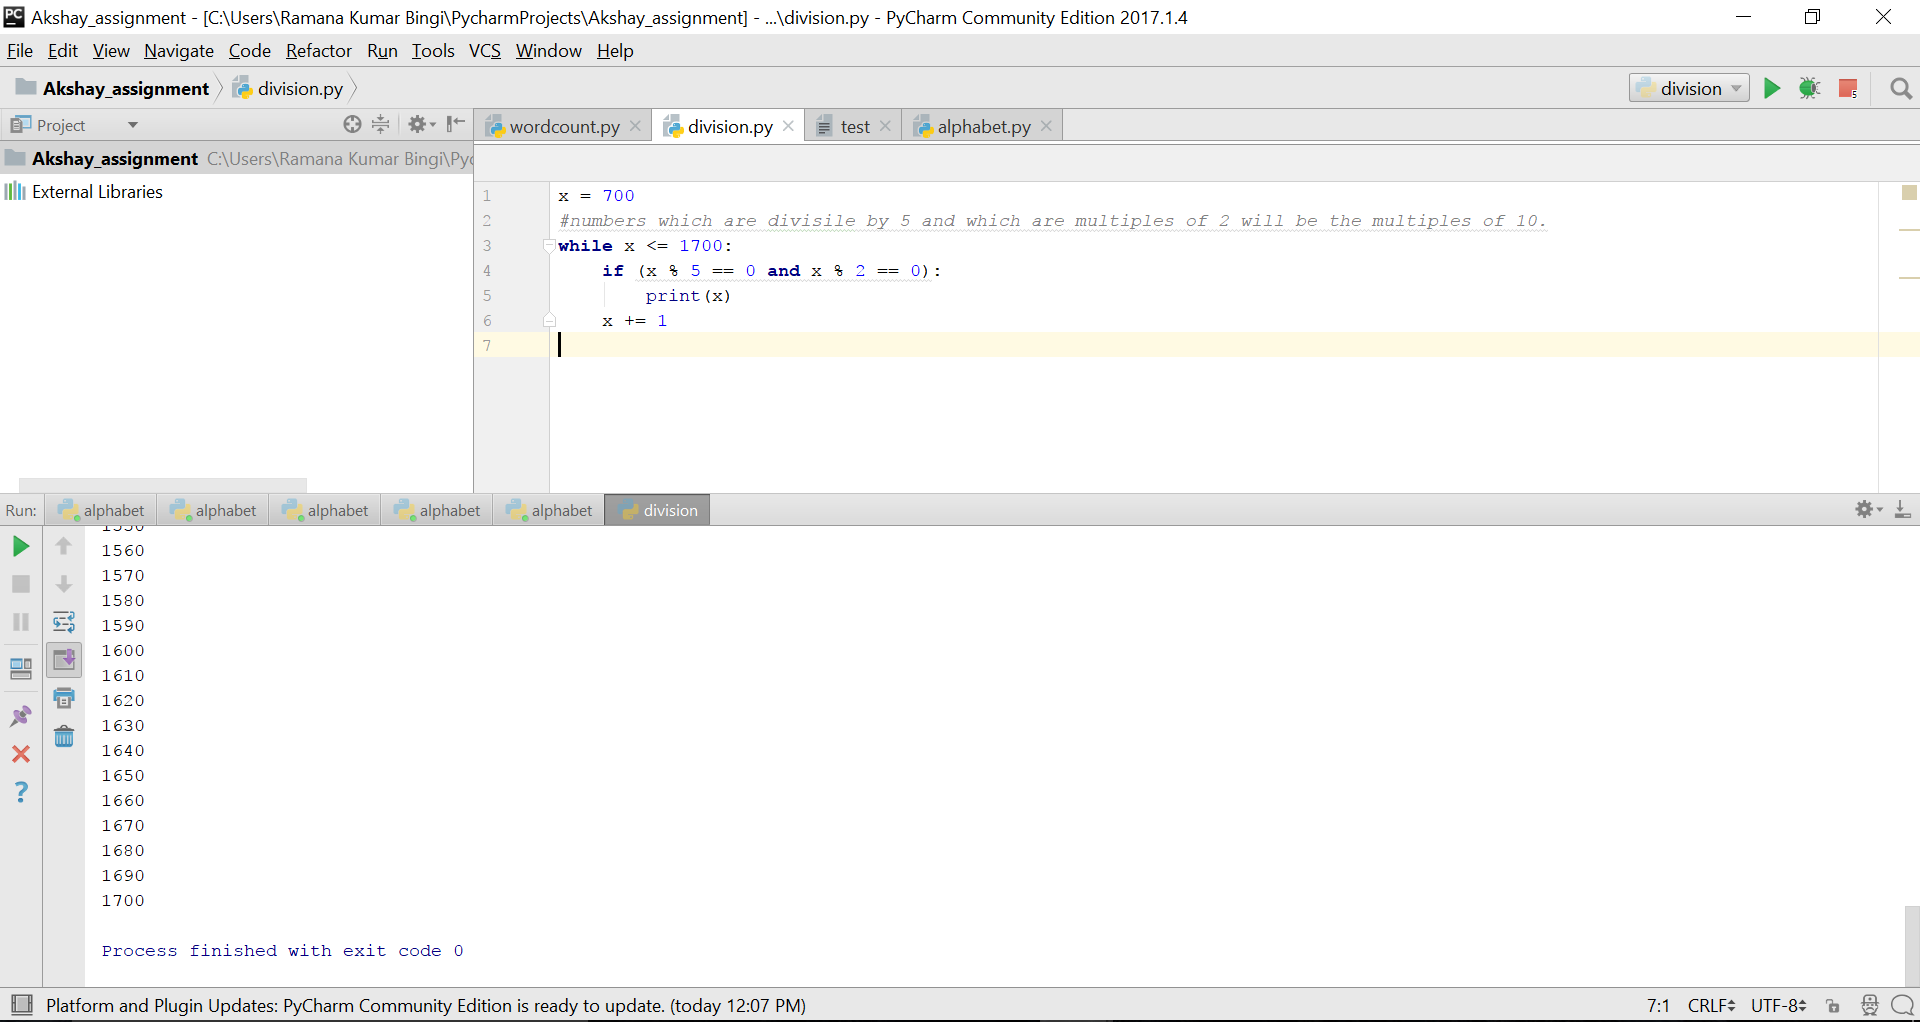 PC Akshay_assignment - [C:\Users\Ramana Kumar Bingi\PycharmProjects\Akshay_assignment] - ...\division.py - PyCharm Community Edition 2017.1.4
File Edit View Navigate Code Refactor Run Tools VCS Window Help
Akshay_assignment division.py division 5
Project wordcount.py division.py test alphabet.py
Akshay_assignment C:\Users\Ramana Kumar Bingi\Pyc
External Libraries
1 x = 700
2 #numbers which are divisile by 5 and which are multiples of 2 will be the multiples of 10.
3 while x <= 1700:
4 if (x % 5 == 0 and x % 2 == 0):
5 print(x)
6 x += 1
7
Run: alphabet alphabet alphabet alphabet alphabet division
1550
1560
1570
1580
1590
1600
1610
1620
1630
1640
1650
1660
1670
1680
1690
1700
Process finished with exit code 0
Platform and Plugin Updates: PyCharm Community Edition is ready to update. (today 12:07 PM) 7:1 CRLF UTF-8